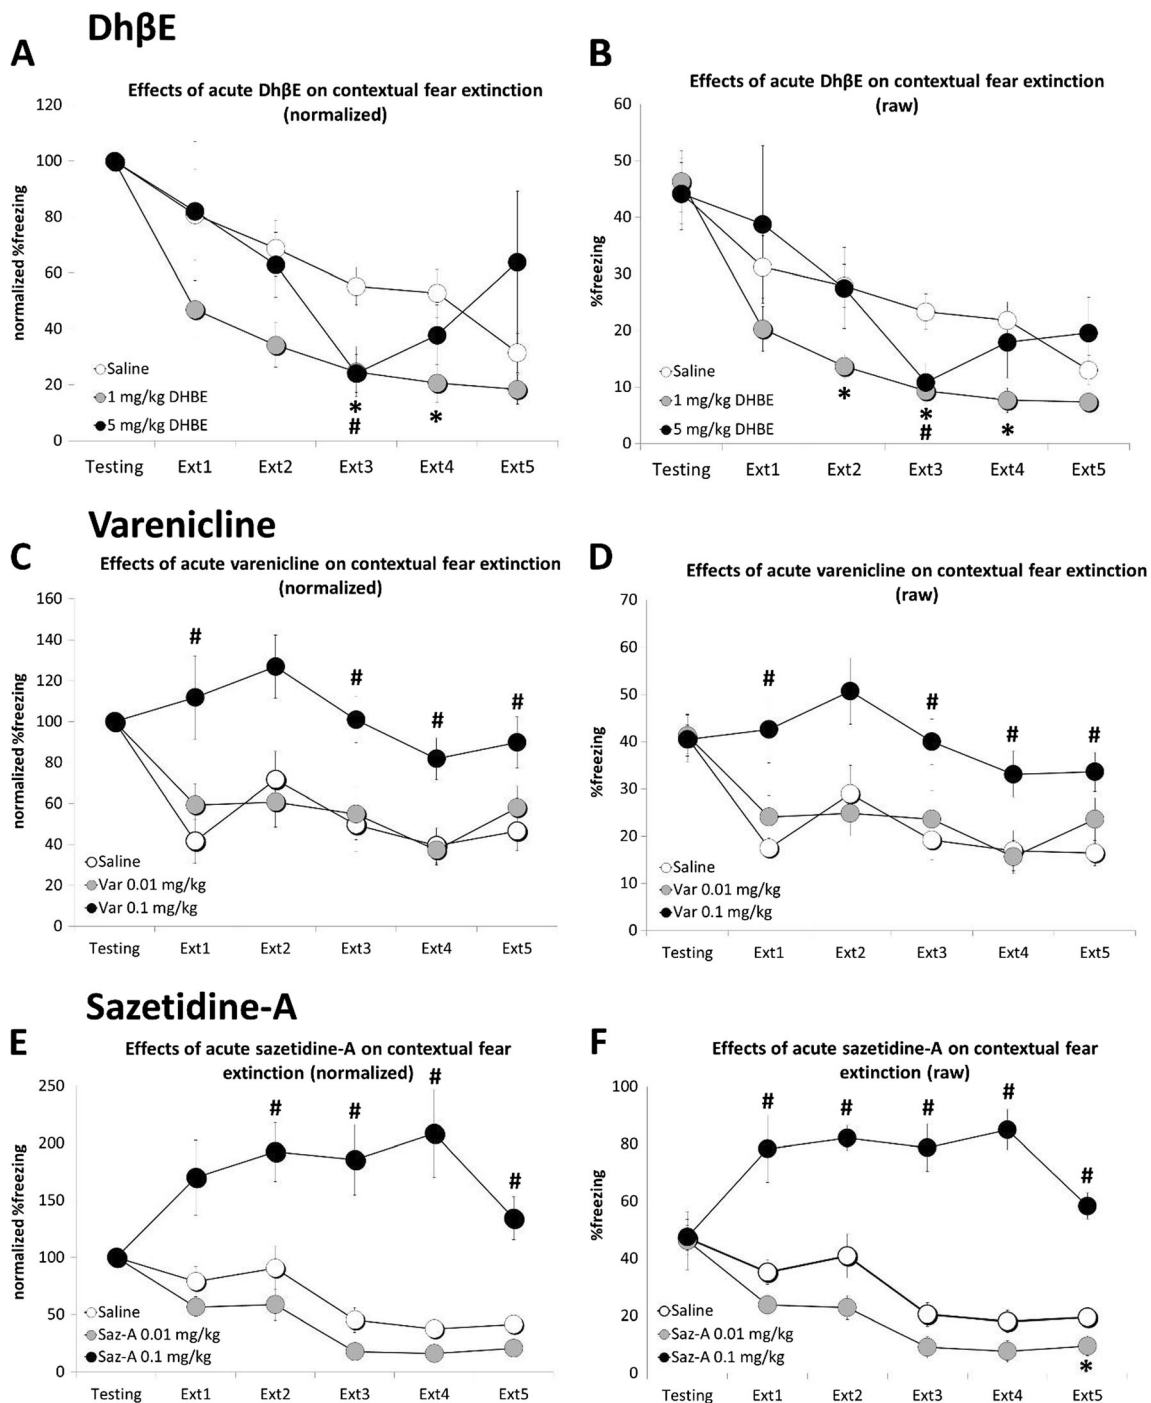 DhβE
A
Effects of acute DhβE on contextual fear extinction
(normalized)
normalized %freezing
120
100
80
60
40
20
0
Saline
1 mg/kg DHBE
5 mg/kg DHBE
*
#
*
Testing Ext1 Ext2 Ext3 Ext4 Ext5
B
Effects of acute DhβE on contextual fear extinction
(raw)
%freezing
60
50
40
30
20
10
0
Saline
1 mg/kg DHBE
5 mg/kg DHBE
*
*
#
*
Testing Ext1 Ext2 Ext3 Ext4 Ext5
Varenicline
C
Effects of acute varenicline on contextual fear extinction
(normalized)
normalized %freezing
160
140
120
100
80
60
40
20
0
# # # #
Saline
Var 0.01 mg/kg
Var 0.1 mg/kg
Testing Ext1 Ext2 Ext3 Ext4 Ext5
D
Effects of acute varenicline on contextual fear extinction
(raw)
%freezing
70
60
50
40
30
20
10
0
# # # #
Saline
Var 0.01 mg/kg
Var 0.1 mg/kg
Testing Ext1 Ext2 Ext3 Ext4 Ext5
Sazetidine-A
E
Effects of acute sazetidine-A on contextual fear
extinction (normalized)
normalized %freezing
250
200
150
100
50
0
# # # #
Saline
Saz-A 0.01 mg/kg
Saz-A 0.1 mg/kg
Testing Ext1 Ext2 Ext3 Ext4 Ext5
F
Effects of acute sazetidine-A on contextual fear
extinction (raw)
%freezing
100
80
60
40
20
0
# # # # #
Saline
Saz-A 0.01 mg/kg
Saz-A 0.1 mg/kg
*
Testing Ext1 Ext2 Ext3 Ext4 Ext5